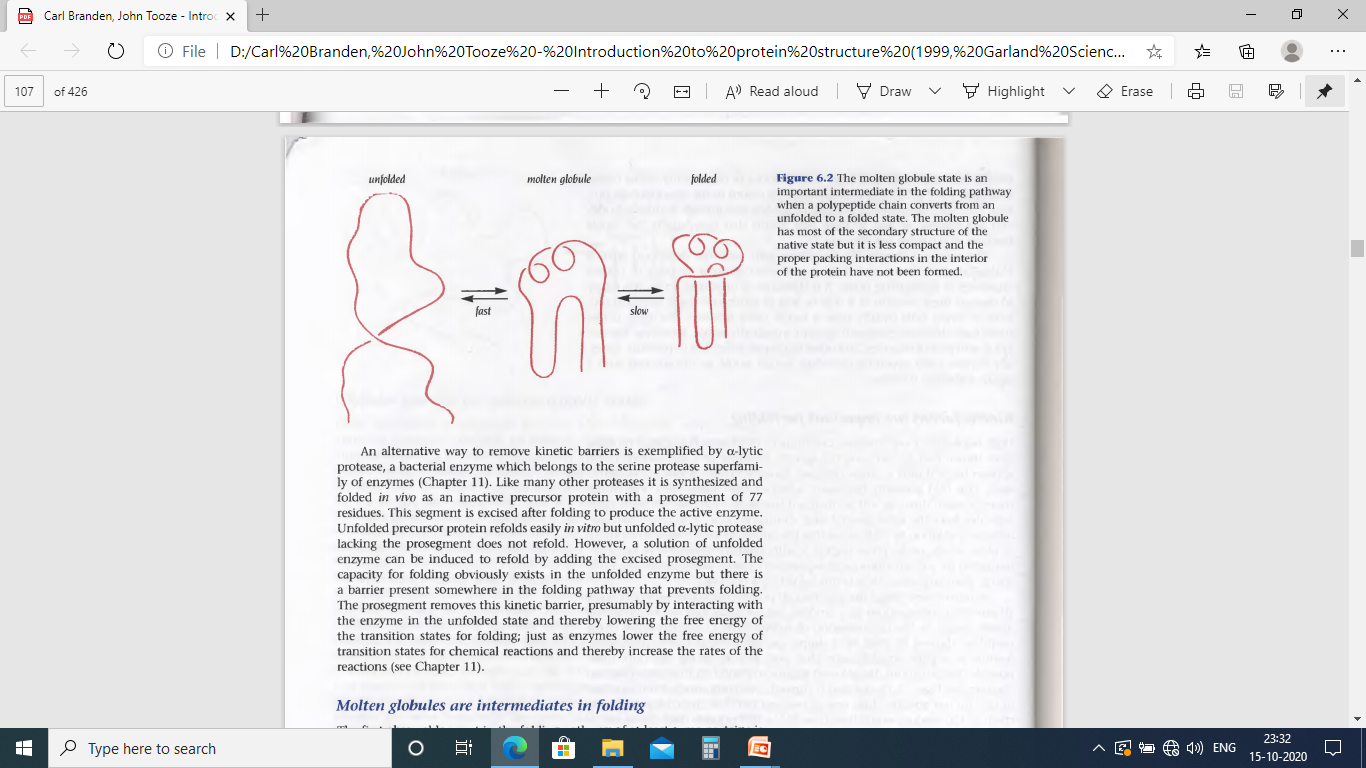 Carl Branden, John Tooze - Intro
File
D:/Carl%20Branden,%20John%20Tooze%20-%20Introduction%20to%20protein%20structure%20(1999,%20Garland%20Scienc...
107 of 426
Read aloud
Draw
Highlight
Erase
unfolded
molten globule
folded
fast
slow
Figure 6.2 The molten globule state is an
important intermediate in the folding pathway
when a polypeptide chain converts from an
unfolded to a folded state. The molten globule
has most of the secondary structure of the
native state but it is less compact and the
proper packing interactions in the interior
of the protein have not been formed.
An alternative way to remove kinetic barriers is exemplified by α-lytic
protease, a bacterial enzyme which belongs to the serine protease superfami-
ly of enzymes (Chapter 11). Like many other proteases it is synthesized and
folded in vivo as an inactive precursor protein with a prosegment of 77
residues. This segment is excised after folding to produce the active enzyme.
Unfolded precursor protein refolds easily in vitro but unfolded α-lytic protease
lacking the prosegment does not refold. However, a solution of unfolded
enzyme can be induced to refold by adding the excised prosegment. The
capacity for folding obviously exists in the unfolded enzyme but there is
a barrier present somewhere in the folding pathway that prevents folding.
The prosegment removes this kinetic barrier, presumably by interacting with
the enzyme in the unfolded state and thereby lowering the free energy of
the transition states for folding; just as enzymes lower the free energy of
transition states for chemical reactions and thereby increase the rates of the
reactions (see Chapter 11).
Molten globules are intermediates in folding
Type here to search
ENG
23:32
15-10-2020